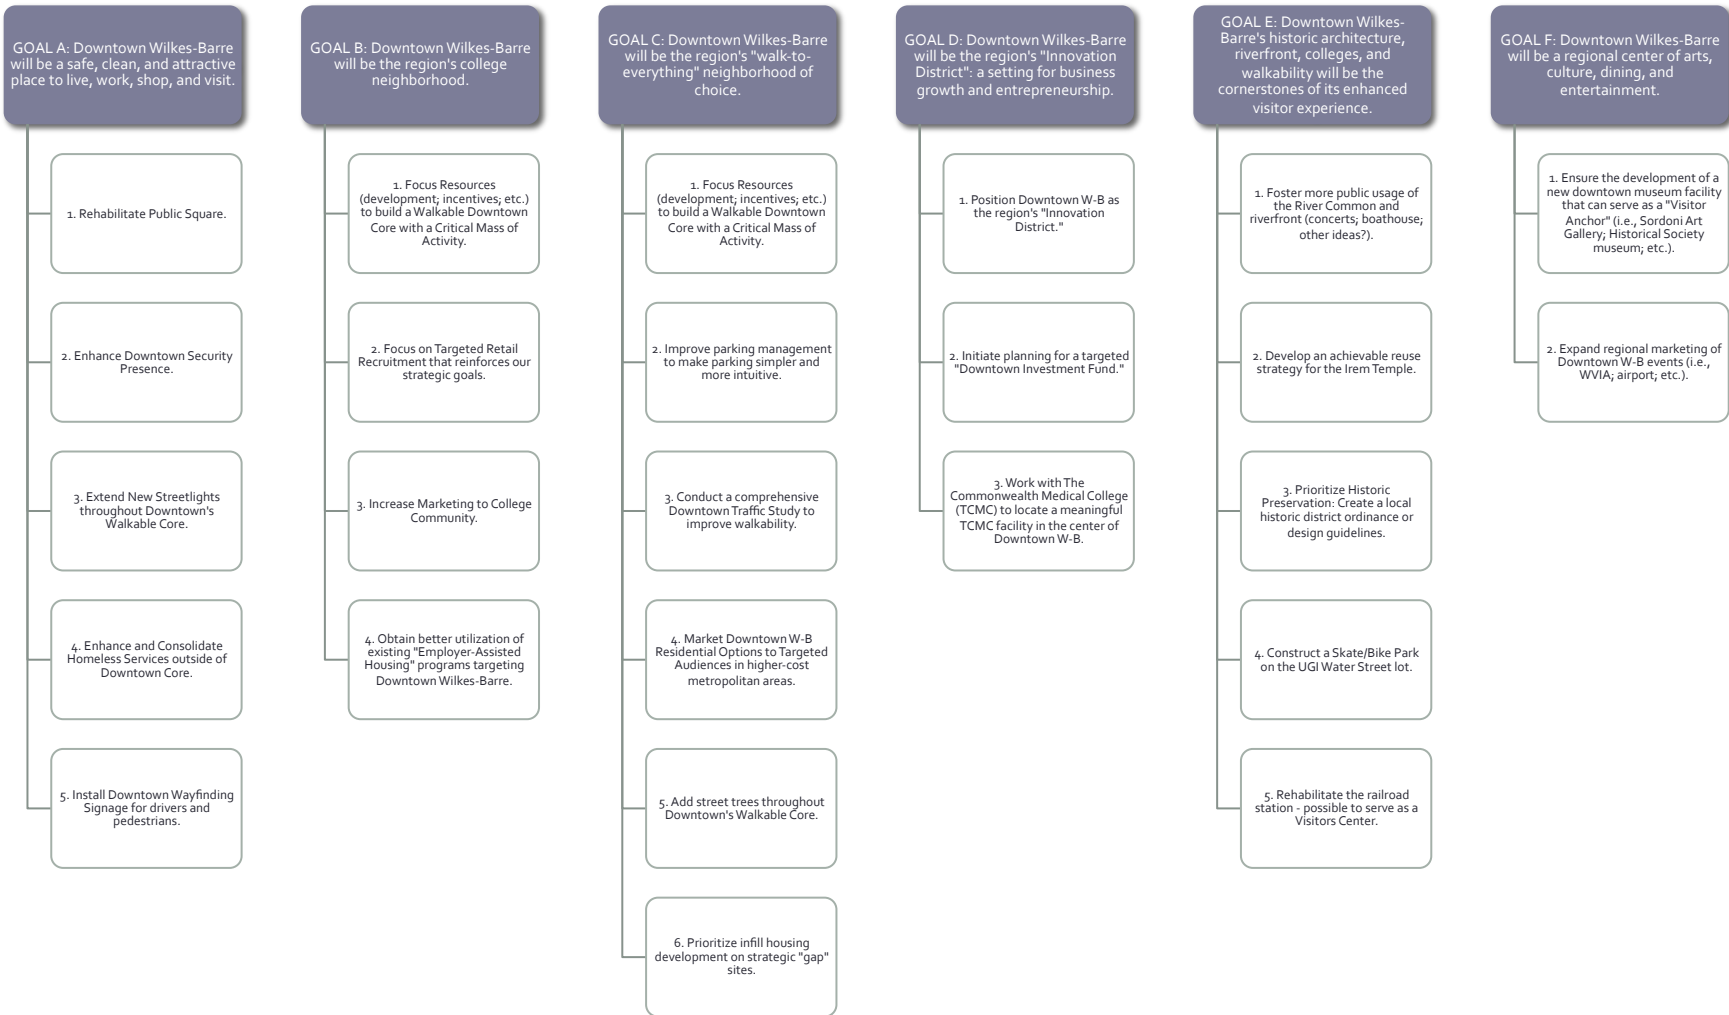 GOAL A: Downtown Wilkes-Barre
will be a safe, clean, and attractive
place to live, work, shop, and visit.
1. Rehabilitate Public Square.
2. Enhance Downtown Security
Presence.
3. Extend New Streetlights
throughout Downtown's
Walkable Core.
4. Enhance and Consolidate
Homeless Services outside of
Downtown Core.
5. Install Downtown Wayfinding
Signage for drivers and
pedestrians.
GOAL B: Downtown Wilkes-Barre
will be the region's college
neighborhood.
1. Focus Resources
(development; incentives; etc.)
to build a Walkable Downtown
Core with a Critical Mass of
Activity.
2. Focus on Targeted Retail
Recruitment that reinforces our
strategic goals.
3. Increase Marketing to College
Community.
4. Obtain better utilization of
existing "Employer-Assisted
Housing" programs targeting
Downtown Wilkes-Barre.
GOAL C: Downtown Wilkes-Barre
will be the region's "walk-to-
everything" neighborhood of
choice.
1. Focus Resources
(development; incentives; etc.)
to build a Walkable Downtown
Core with a Critical Mass of
Activity.
2. Improve parking management
to make parking simpler and
more intuitive.
3. Conduct a comprehensive
Downtown Traffic Study to
improve walkability.
4. Market Downtown W-B
Residential Options to Targeted
Audiences in higher-cost
metropolitan areas.
5. Add street trees throughout
Downtown's Walkable Core.
6. Prioritize infill housing
development on strategic "gap"
sites.
GOAL D: Downtown Wilkes-Barre
will be the region's "Innovation
District": a setting for business
growth and entrepreneurship.
1. Position Downtown W-B as
the region's "Innovation
District."
2. Initiate planning for a targeted
"Downtown Investment Fund."
3. Work with The
Commonwealth Medical College
(TCMC) to locate a meaningful
TCMC facility in the center of
Downtown W-B.
GOAL E: Downtown Wilkes-
Barre's historic architecture,
riverfront, colleges, and
walkability will be the
cornerstones of its enhanced
visitor experience.
1. Foster more public usage of
the River Common and
riverfront (concerts; boathouse;
other ideas?).
2. Develop an achievable reuse
strategy for the Irem Temple.
3. Prioritize Historic
Preservation: Create a local
historic district ordinance or
design guidelines.
4. Construct a Skate/Bike Park
on the UGI Water Street lot.
5. Rehabilitate the railroad
station - possible to serve as a
Visitors Center.
GOAL F: Downtown Wilkes-Barre
will be a regional center of arts,
culture, dining, and
entertainment.
1. Ensure the development of a
new downtown museum facility
that can serve as a "Visitor
Anchor" (i.e., Sordoni Art
Gallery; Historical Society
museum; etc.).
2. Expand regional marketing of
Downtown W-B events (i.e.,
WVIA; airport; etc.).